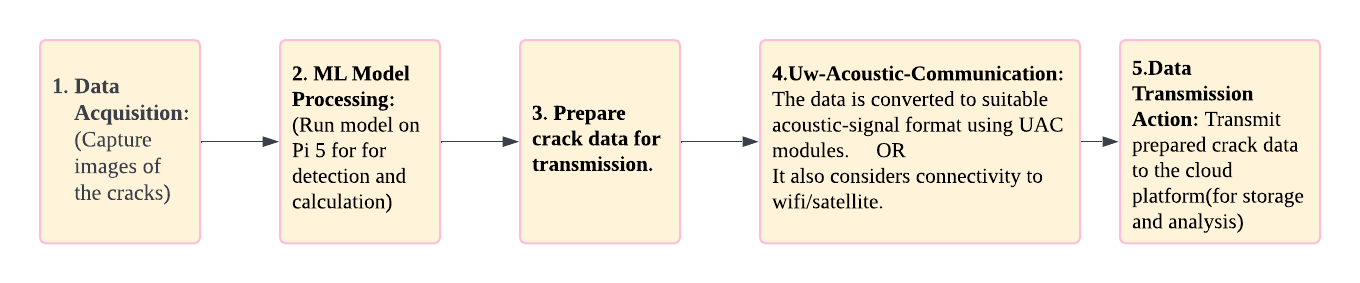 1. Data
Acquisition:
(Capture
images of
the cracks)
2. ML Model
Processing:
(Run model on
Pi 5 for for
detection and
calculation)
3. Prepare
crack data for
transmission.
4.Uw-Acoustic-Communication:
The data is converted to suitable
acoustic-signal format using UAC
modules. OR
It also considers connectivity to
wifi/satellite.
5.Data
Transmission
Action: Transmit
prepared crack data
to the cloud
platform(for storage
and analysis)